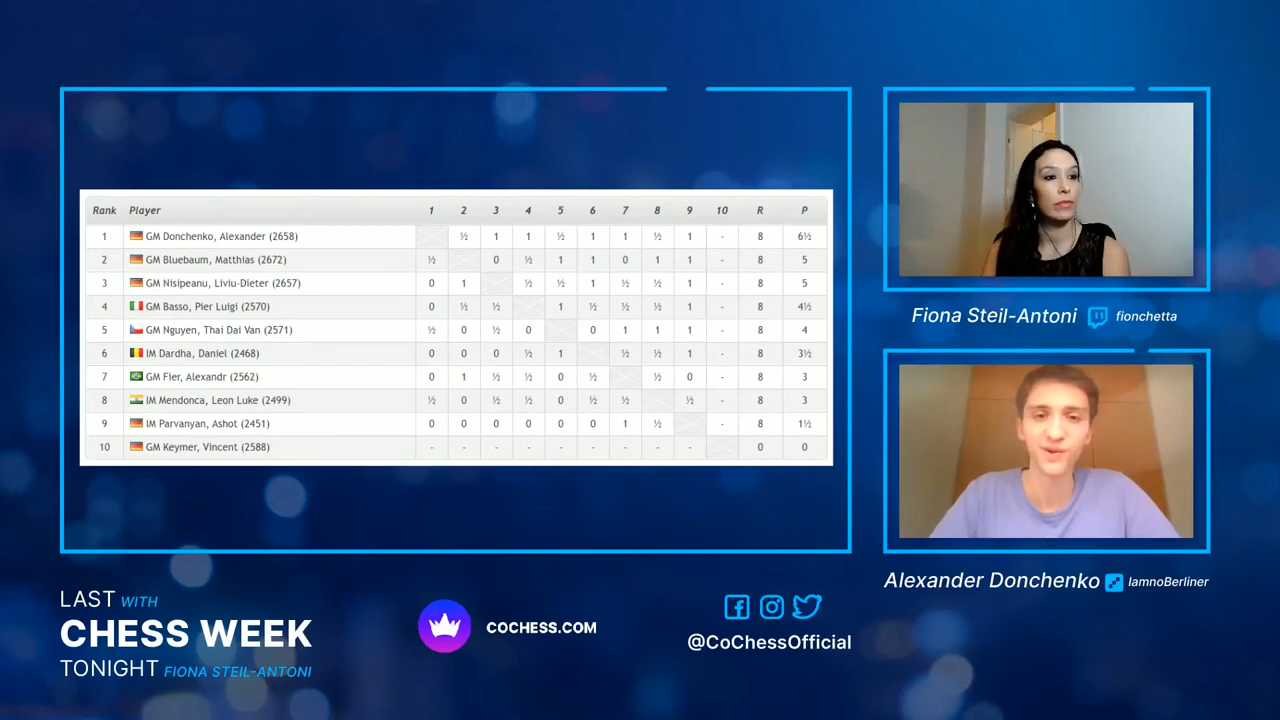 Rank Player 1 2 3 4 5 6 7 8 9 10 R P
1 GM Donchenko, Alexander (2658) ½ 1 1 ½ 1 1 ½ 1 - 8 6½
2 GM Bluebaum, Matthias (2672) ½ 0 ½ 1 1 0 1 1 - 8 5
3 GM Nisipeanu, Liviu-Dieter (2657) 0 1 ½ ½ 1 ½ ½ 1 - 8 5
4 GM Basso, Pier Luigi (2570) 0 ½ ½ 1 ½ ½ ½ 1 - 8 4½
5 GM Nguyen, Thai Dai Van (2571) ½ 0 ½ 0 0 1 1 1 - 8 4
6 IM Dardha, Daniel (2468) 0 0 0 ½ 1 ½ ½ 1 - 8 3½
7 GM Fier, Alexandr (2562) 0 1 ½ ½ 0 ½ ½ 0 - 8 3
8 IM Mendonca, Leon Luke (2499) ½ 0 ½ ½ 0 ½ ½ ½ - 8 3
9 IM Parvanyan, Ashot (2451) 0 0 0 0 0 0 1 ½ - 8 1½
10 GM Keymer, Vincent (2588) - - - - - - - - - 0 0
Fiona Steil-Antoni fionchetta
Alexander Donchenko IamnoBerliner
LAST WITH
CHESS WEEK
TONIGHT FIONA STEIL-ANTONI
COCHESS.COM
@CoChessOfficial